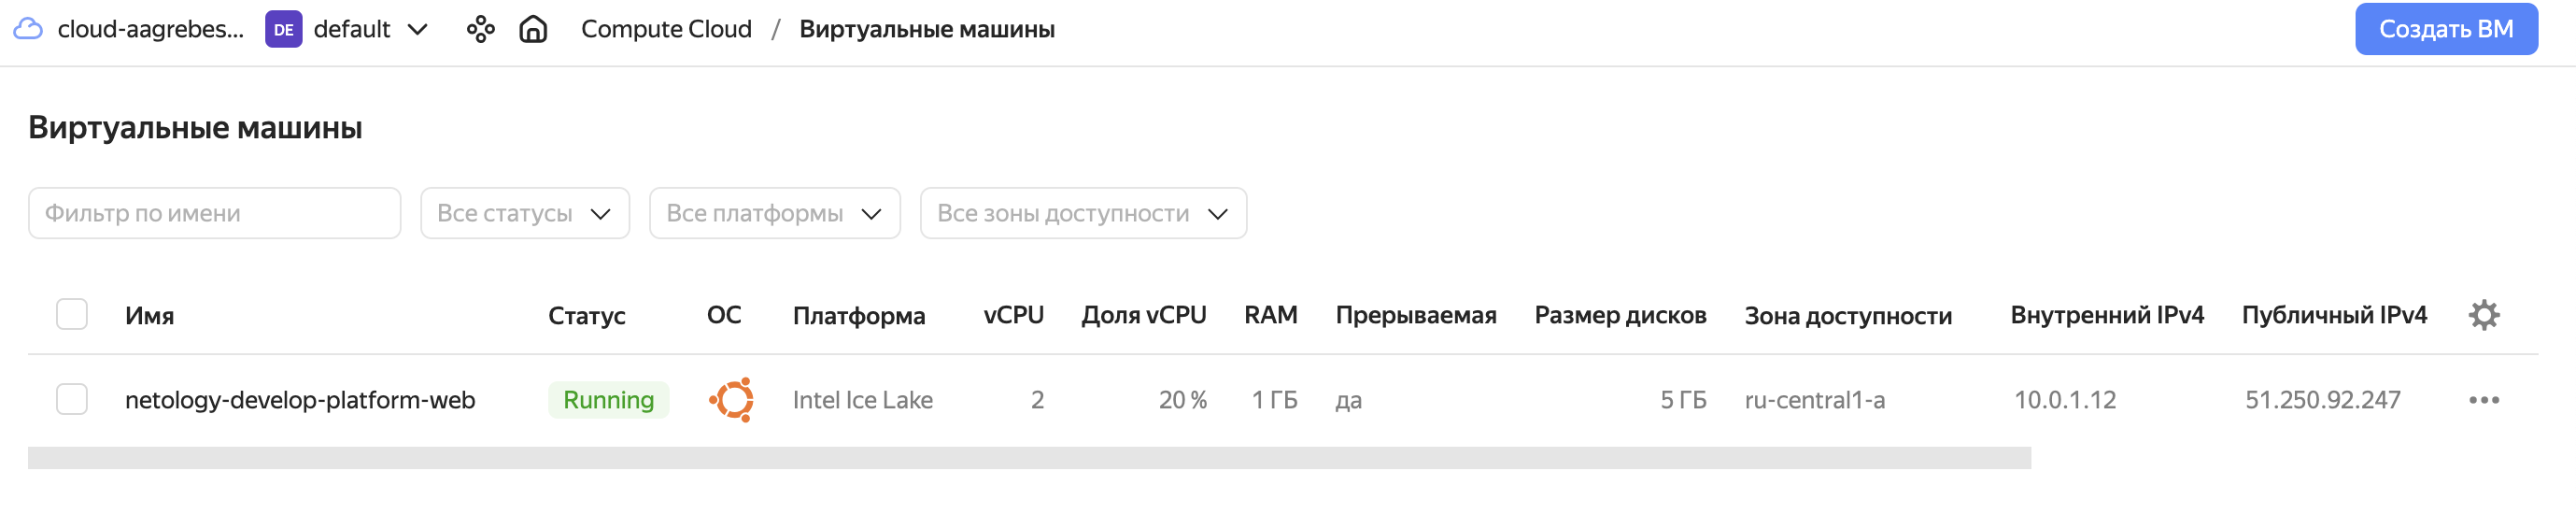 cloud-aagrebes... DE default Compute Cloud / Виртуальные машины Создать ВМ
Виртуальные машины
Фильтр по имени Все статусы Все платформы Все зоны доступности
Имя Статус ОС Платформа vCPU Доля vCPU RAM Прерываемая Размер дисков Зона доступности Внутренний IPv4 Публичный IPv4
netology-develop-platform-web Running Intel Ice Lake 2 20 % 1 ГБ да 5 ГБ ru-central1-a 10.0.1.12 51.250.92.247